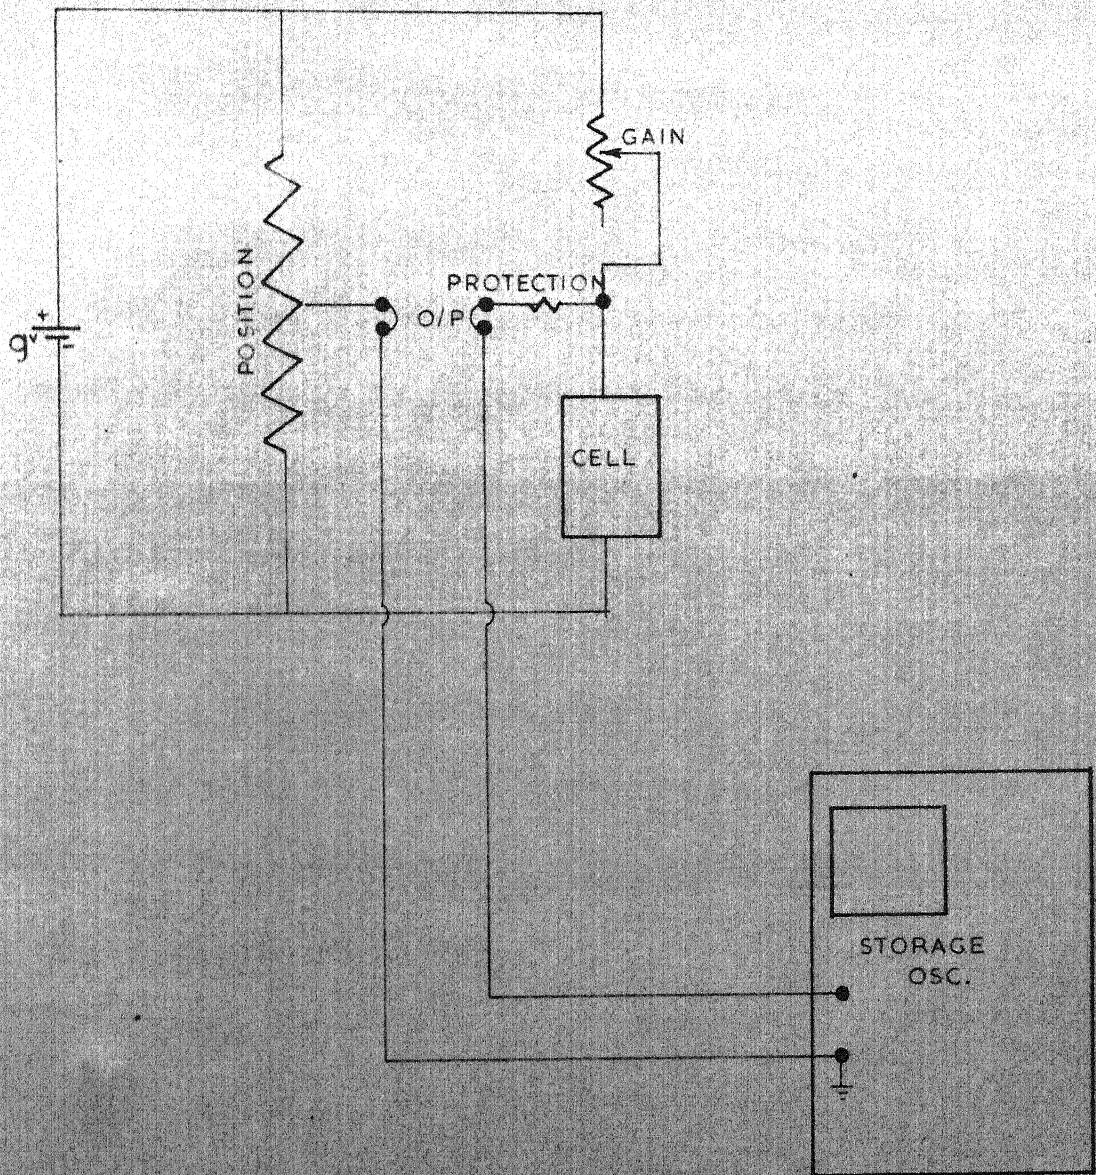 GAIN
POSITION
PROTECTION
O/P
+
9v
CELL
STORAGE
OSC.